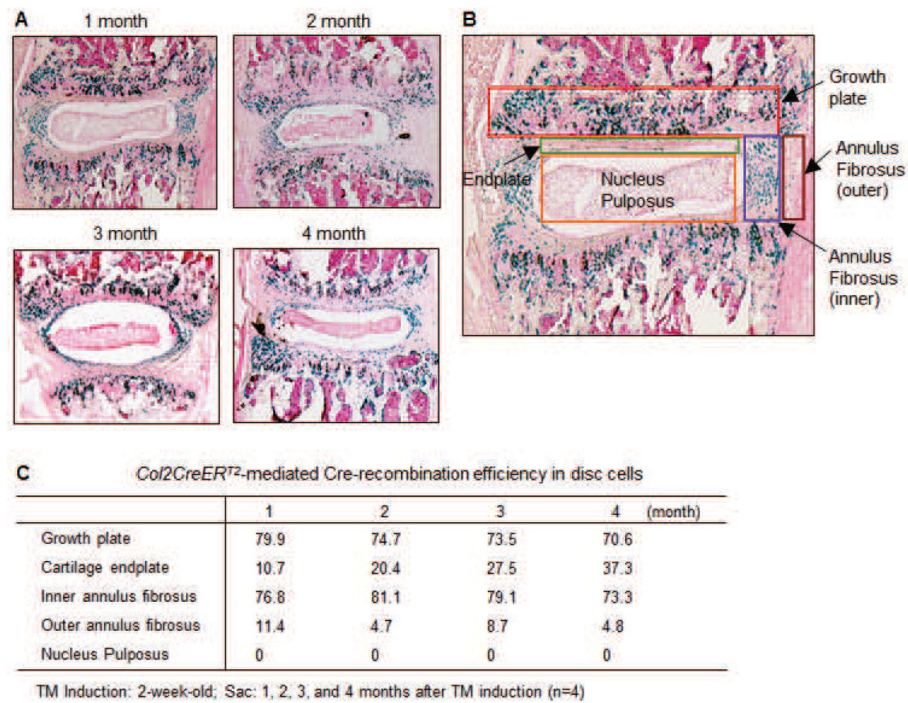 A
1 month
2 month
3 month
4 month
B
Growth
plate
Endplate
Nucleus
Pulposus
Annulus
Fibrosus
(outer)
Annulus
Fibrosus
(inner)
C Col2CreERT2-mediated Cre-recombination efficiency in disc cells
1 2 3 4 (month)
Growth plate 79.9 74.7 73.5 70.6
Cartilage endplate 10.7 20.4 27.5 37.3
Inner annulus fibrosus 76.8 81.1 79.1 73.3
Outer annulus fibrosus 11.4 4.7 8.7 4.8
Nucleus Pulposus 0 0 0 0
TM Induction: 2-week-old; Sac: 1, 2, 3, and 4 months after TM induction (n=4)